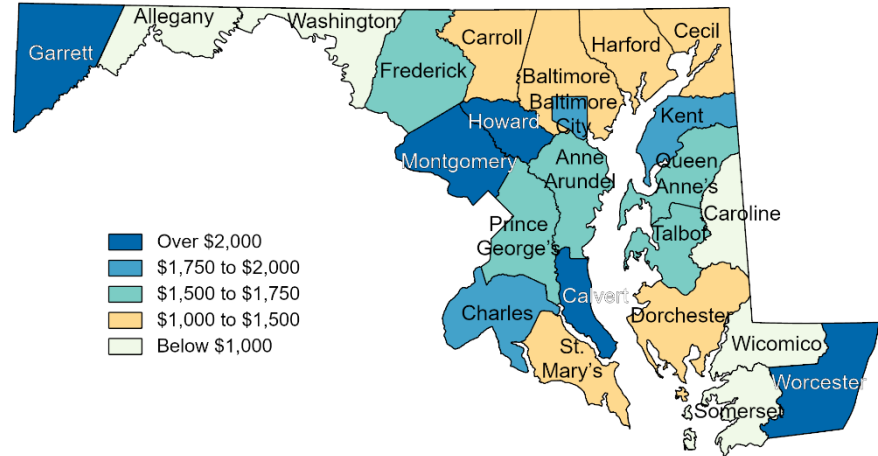 Allegany
Washington
Garrett
Carroll
Harford
Cecil
Frederick
Baltimore
Baltimore
City
Howard
Kent
Montgomery
Anne
Arundel
Queen
Anne's
Caroline
Prince
George's
Talbot
Over $2,000
$1,750 to $2,000
$1,500 to $1,750
$1,000 to $1,500
Below $1,000
Calvert
Charles
Dorchester
St.
Mary's
Wicomico
Worcester
Somerset